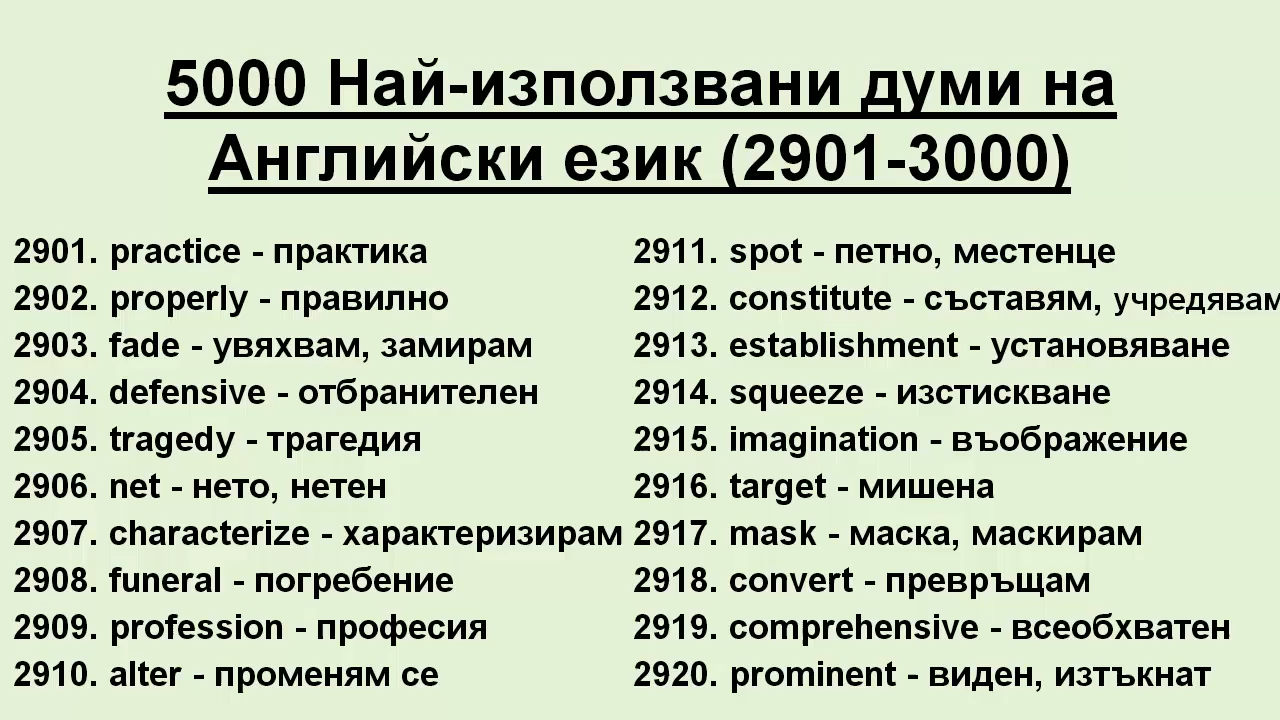 5000 Най-използвани думи на
Английски език (2901-3000)
2901. practice - практика
2902. properly - правилно
2903. fade - увяхвам, замирам
2904. defensive - отбранителен
2905. tragedy - трагедия
2906. net - нето, нетен
2907. characterize - характеризирам
2908. funeral - погребение
2909. profession - професия
2910. alter - променям се
2911. spot - петно, местенце
2912. constitute - съставям, учредявам
2913. establishment - установяване
2914. squeeze - изстискване
2915. imagination - въображение
2916. target - мишена
2917. mask - маска, маскирам
2918. convert - превръщам
2919. comprehensive - всеобхватен
2920. prominent - виден, изтъкнат